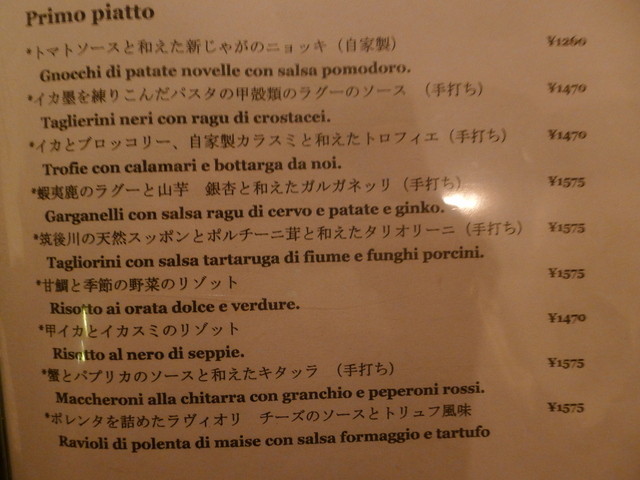 Primo piatto
*トマトソースと和えた新じゃがのニョッキ（自家製） ¥1260
Gnocchi di patate novelle con salsa pomodoro.
*イカ墨を練りこんだパスタの甲殻類のラグーのソース （手打ち） ¥1470
Taglierini neri con ragu di crostacei.
*イカとブロッコリー、自家製カラスミと和えたトロフィエ（手打ち） ¥1470
Trofie con calamari e bottarga da noi.
*蝦夷鹿のラグーと山芋 銀杏と和えたガルガネッリ（手打ち） ¥1575
Garganelli con salsa ragu di cervo e patate e ginko.
*筑後川の天然スッポンとポルチーニ茸と和えたタリオリーニ（手打ち） ¥1575
Tagliorini con salsa tartaruga di fiume e funghi porcini.
*甘鯛と季節の野菜のリゾット ¥1575
Risotto ai orata dolce e verdure.
*甲イカとイカスミのリゾット ¥1470
Risotto al nero di seppie.
*蟹とパプリカのソースと和えたキタッラ （手打ち） ¥1575
Maccheroni alla chitarra con granchio e peperoni rossi.
*ポレンタを詰めたラヴィオリ チーズのソースとトリュフ風味 ¥1575
Ravioli di polenta di maise con salsa formaggio e tartufo